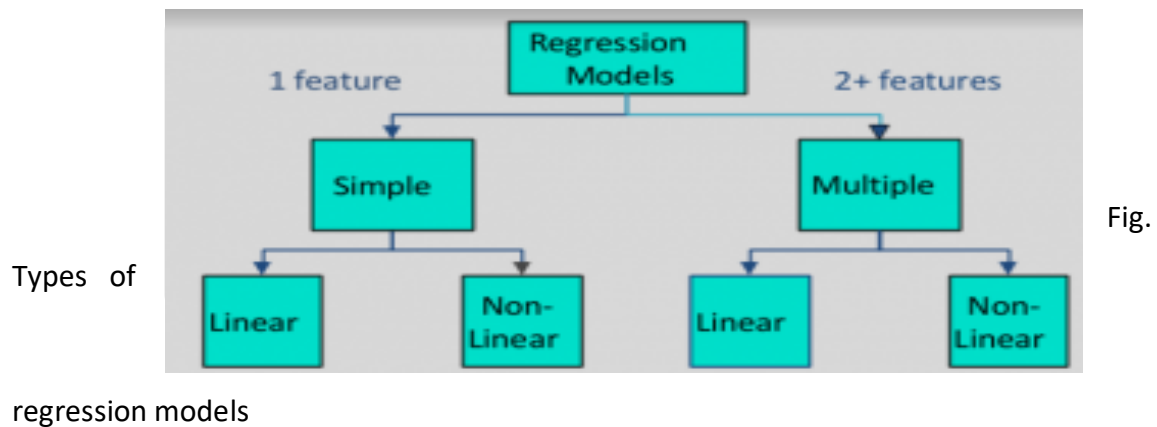 Regression
Models
1 feature
2+ features
Simple
Multiple
Linear
Non-
Linear
Linear
Non-
Linear
Fig.
Types of
regression models